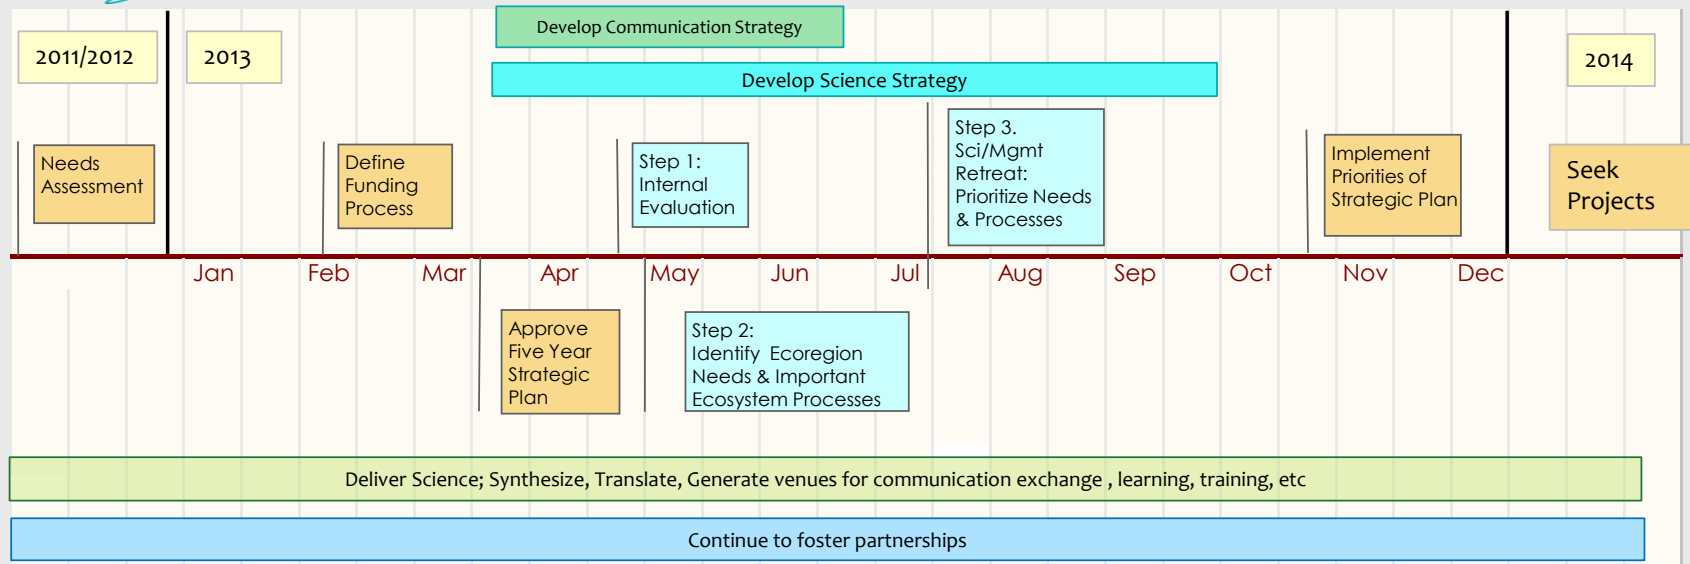 Develop Communication Strategy
2011/2012
2013
2014
Develop Science Strategy
Needs
Assessment
Define
Funding
Process
Step 1:
Internal
Evaluation
Step 3.
Sci/Mgmt
Retreat:
Prioritize Needs
& Processes
Implement
Priorities of
Strategic Plan
Seek
Projects
Jan Feb Mar Apr May Jun Jul Aug Sep Oct Nov Dec
Approve
Five Year
Strategic
Plan
Step 2:
Identify Ecoregion
Needs & Important
Ecosystem Processes
Deliver Science; Synthesize, Translate, Generate venues for communication exchange , learning, training, etc
Continue to foster partnerships